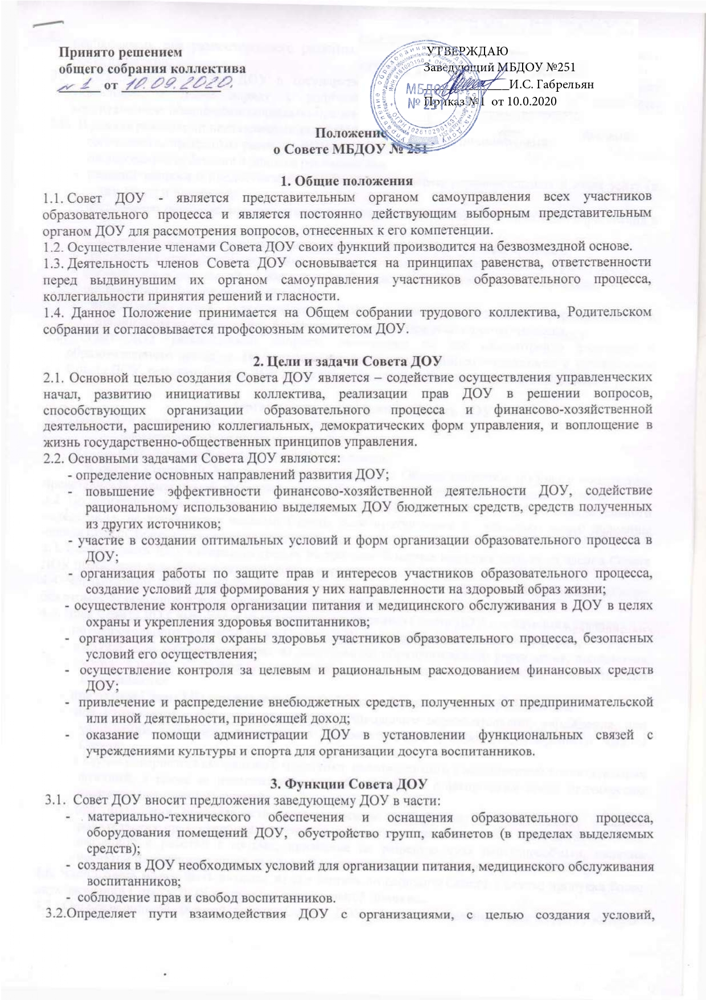 Принято решением
общего собрания коллектива
№ 1 от 10.09.2020.
УТВЕРЖДАЮ
Заведующий МБДОУ №251
И.С. Габрельян
Приказ №1 от 10.0.2020
МБДОУ
№ 251
ОГРН 1026102901637
Положение
о Совете МБДОУ № 251
1. Общие положения
1.1. Совет ДОУ - является представительным органом самоуправления всех участников
образовательного процесса и является постоянно действующим выборным представительным
органом ДОУ для рассмотрения вопросов, отнесенных к его компетенции.
1.2. Осуществление членами Совета ДОУ своих функций производится на безвозмездной основе.
1.3. Деятельность членов Совета ДОУ основывается на принципах равенства, ответственности
перед выдвинувшим их органом самоуправления участников образовательного процесса,
коллегиальности принятия решений и гласности.
1.4. Данное Положение принимается на Общем собрании трудового коллектива, Родительском
собрании и согласовывается профсоюзным комитетом ДОУ.
2. Цели и задачи Совета ДОУ
2.1. Основной целью создания Совета ДОУ является – содействие осуществления управленческих
начал, развитию инициативы коллектива, реализации прав ДОУ в решении вопросов,
способствующих организации образовательного процесса и финансово-хозяйственной
деятельности, расширению коллегиальных, демократических форм управления, и воплощение в
жизнь государственно-общественных принципов управления.
2.2. Основными задачами Совета ДОУ являются:
- определение основных направлений развития ДОУ;
- повышение эффективности финансово-хозяйственной деятельности ДОУ, содействие
рациональному использованию выделяемых ДОУ бюджетных средств, средств полученных
из других источников;
- участие в создании оптимальных условий и форм организации образовательного процесса в
ДОУ;
- организация работы по защите прав и интересов участников образовательного процесса,
создание условий для формирования у них направленности на здоровый образ жизни;
- осуществление контроля организации питания и медицинского обслуживания в ДОУ в целях
охраны и укрепления здоровья воспитанников;
- организация контроля охраны здоровья участников образовательного процесса, безопасных
условий его осуществления;
- осуществление контроля за целевым и рациональным расходованием финансовых средств
ДОУ;
- привлечение и распределение внебюджетных средств, полученных от предпринимательской
или иной деятельности, приносящей доход;
- оказание помощи администрации ДОУ в установлении функциональных связей с
учреждениями культуры и спорта для организации досуга воспитанников.
3. Функции Совета ДОУ
3.1. Совет ДОУ вносит предложения заведующему ДОУ в части:
- материально-технического обеспечения и оснащения образовательного процесса,
оборудования помещений ДОУ, обустройство групп, кабинетов (в пределах выделяемых
средств);
- создания в ДОУ необходимых условий для организации питания, медицинского обслуживания
воспитанников;
- соблюдение прав и свобод воспитанников.
3.2.Определяет пути взаимодействия ДОУ с организациями, с целью создания условий,